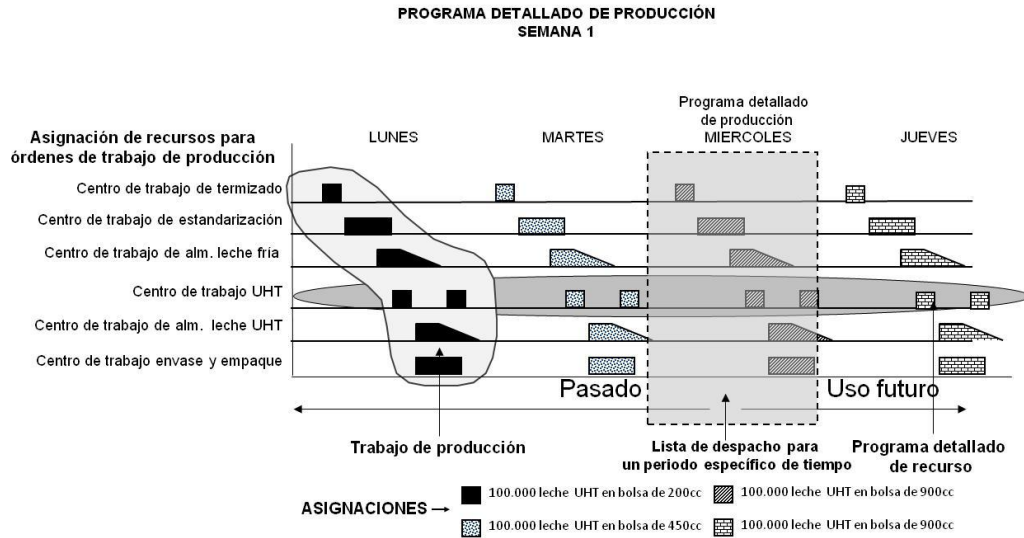 PROGRAMA DETALLADO DE PRODUCCIÓN
SEMANA 1
Programa detallado
de producción
Asignación de recursos para
órdenes de trabajo de producción
LUNES
MARTES
MIERCOLES
JUEVES
Centro de trabajo de termizado
Centro de trabajo de estandarización
Centro de trabajo de alm. leche fría
Centro de trabajo UHT
Centro de trabajo de alm. leche UHT
Centro de trabajo envase y empaque
Pasado
Uso futuro
Trabajo de producción
Lista de despacho para
un periodo específico de tiempo
Programa detallado
de recurso
ASIGNACIONES
100.000 leche UHT en bolsa de 200cc
100.000 leche UHT en bolsa de 900cc
100.000 leche UHT en bolsa de 450cc
100.000 leche UHT en bolsa de 900cc